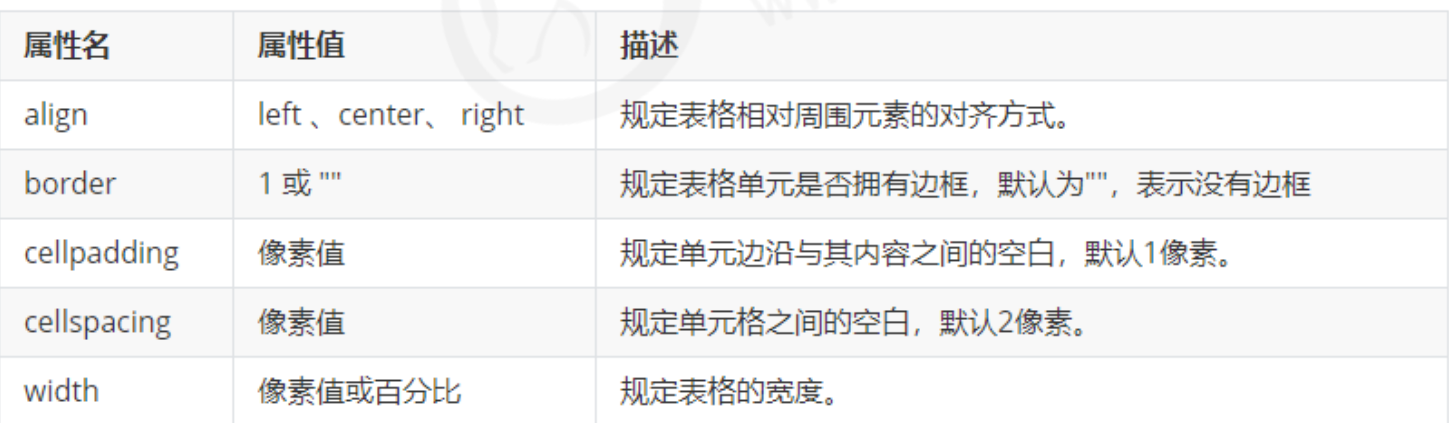 属性名 属性值 描述
align left 、center、 right 规定表格相对周围元素的对齐方式。
border 1 或 "" 规定表格单元是否拥有边框，默认为""，表示没有边框
cellpadding 像素值 规定单元边沿与其内容之间的空白，默认1像素。
cellspacing 像素值 规定单元格之间的空白，默认2像素。
width 像素值或百分比 规定表格的宽度。